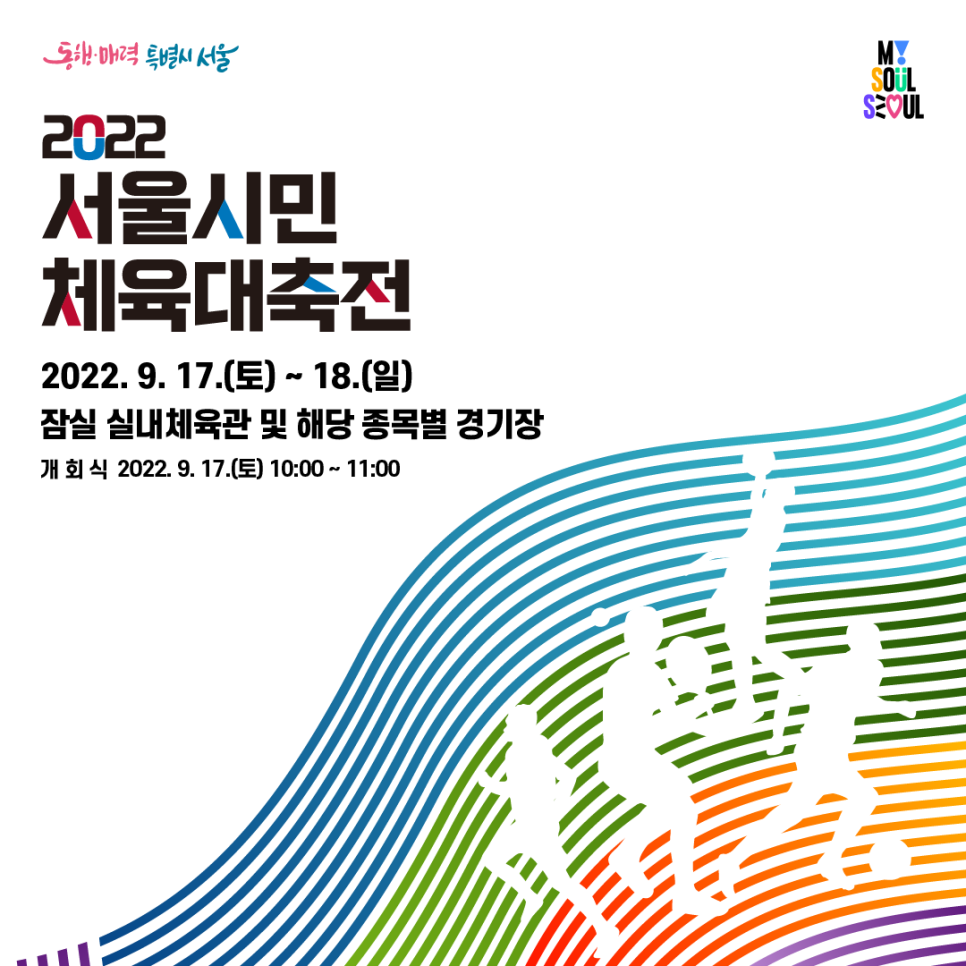 동행·매력 특별시 서울
MY
SOUL
SEOUL
2022
서울시민
체육대축전
2022. 9. 17.(토) ~ 18.(일)
잠실 실내체육관 및 해당 종목별 경기장
개 회 식 2022. 9. 17.(토) 10:00 ~ 11:00